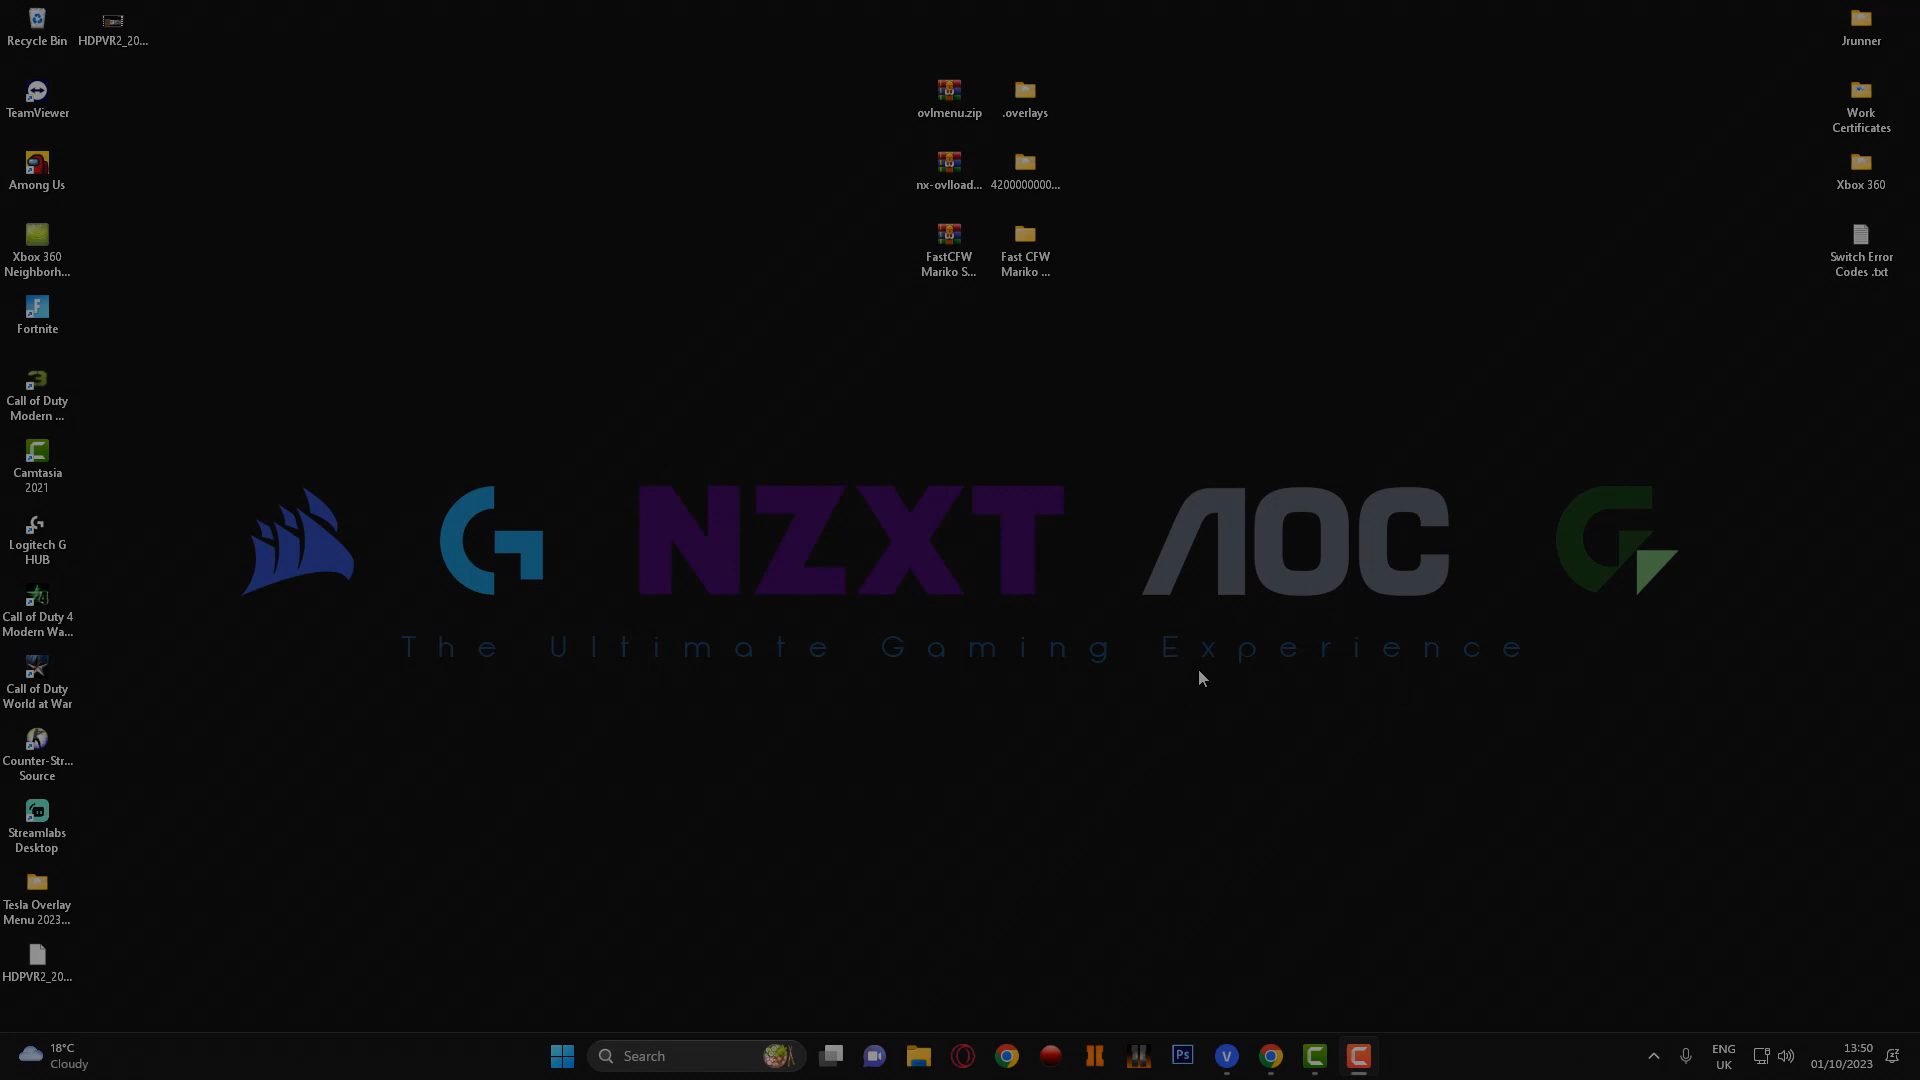 Recycle Bin
HDPVR2_20...
TeamViewer
Among Us
Xbox 360
Neighborh...
Fortnite
Call of Duty
Modern ...
Camtasia
2021
Logitech G
HUB
Call of Duty 4
Modern Wa...
Call of Duty
World at War
Counter-Str...
Source
Streamlabs
Desktop
Tesla Overlay
Menu 2023...
HDPVR2_20...
ovlmenu.zip
.overlays
nx-ovlload...
4200000000...
FastCFW
Mariko S...
Fast CFW
Mariko ...
Jrunner
Work
Certificates
Xbox 360
Switch Error
Codes .txt
NZXT
AOC
The Ultimate Gaming Experience
18°C
Cloudy
Search
Ps
ENG
UK
13:50
01/10/2023